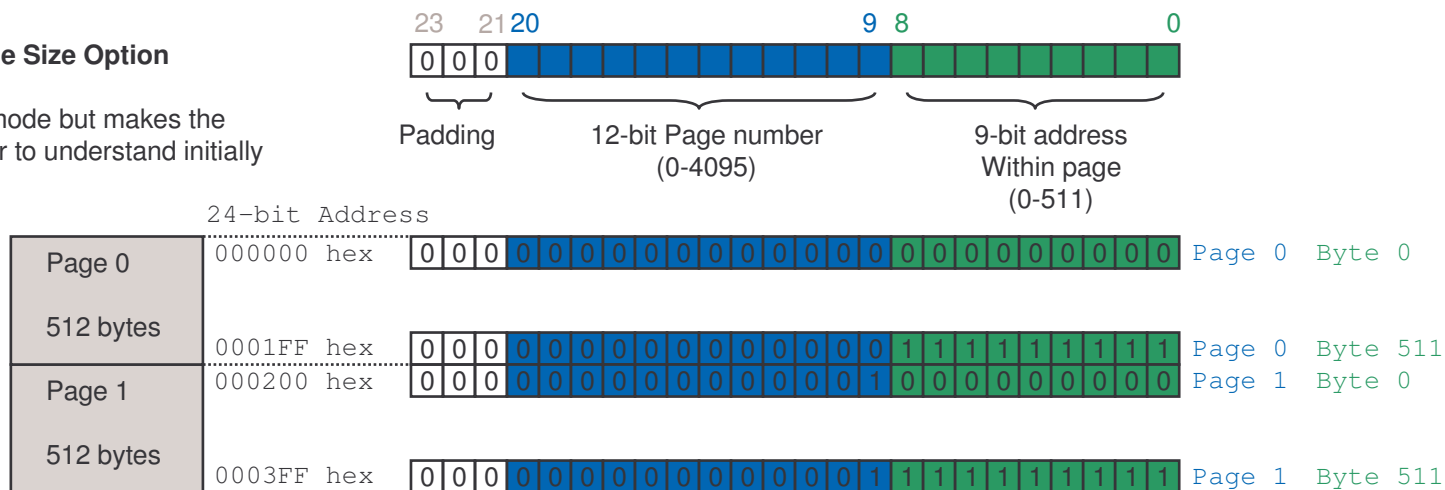 23 21 20 9 8 0
e Size Option
0 0 0
node but makes the
r to understand initially
Padding
12-bit Page number
(0-4095)
9-bit address
Within page
(0-511)
24-bit Address
Page 0
512 bytes
000000 hex 0 0 0 0 0 0 0 0 0 0 0 0 0 0 0 0 0 0 0 0 0 0 0 0 Page 0 Byte 0
0001FF hex 0 0 0 0 0 0 0 0 0 0 0 0 0 0 0 1 1 1 1 1 1 1 1 1 Page 0 Byte 511
Page 1
512 bytes
000200 hex 0 0 0 0 0 0 0 0 0 0 0 0 0 0 1 0 0 0 0 0 0 0 0 0 Page 1 Byte 0
0003FF hex 0 0 0 0 0 0 0 0 0 0 0 0 0 0 1 1 1 1 1 1 1 1 1 1 Page 1 Byte 511